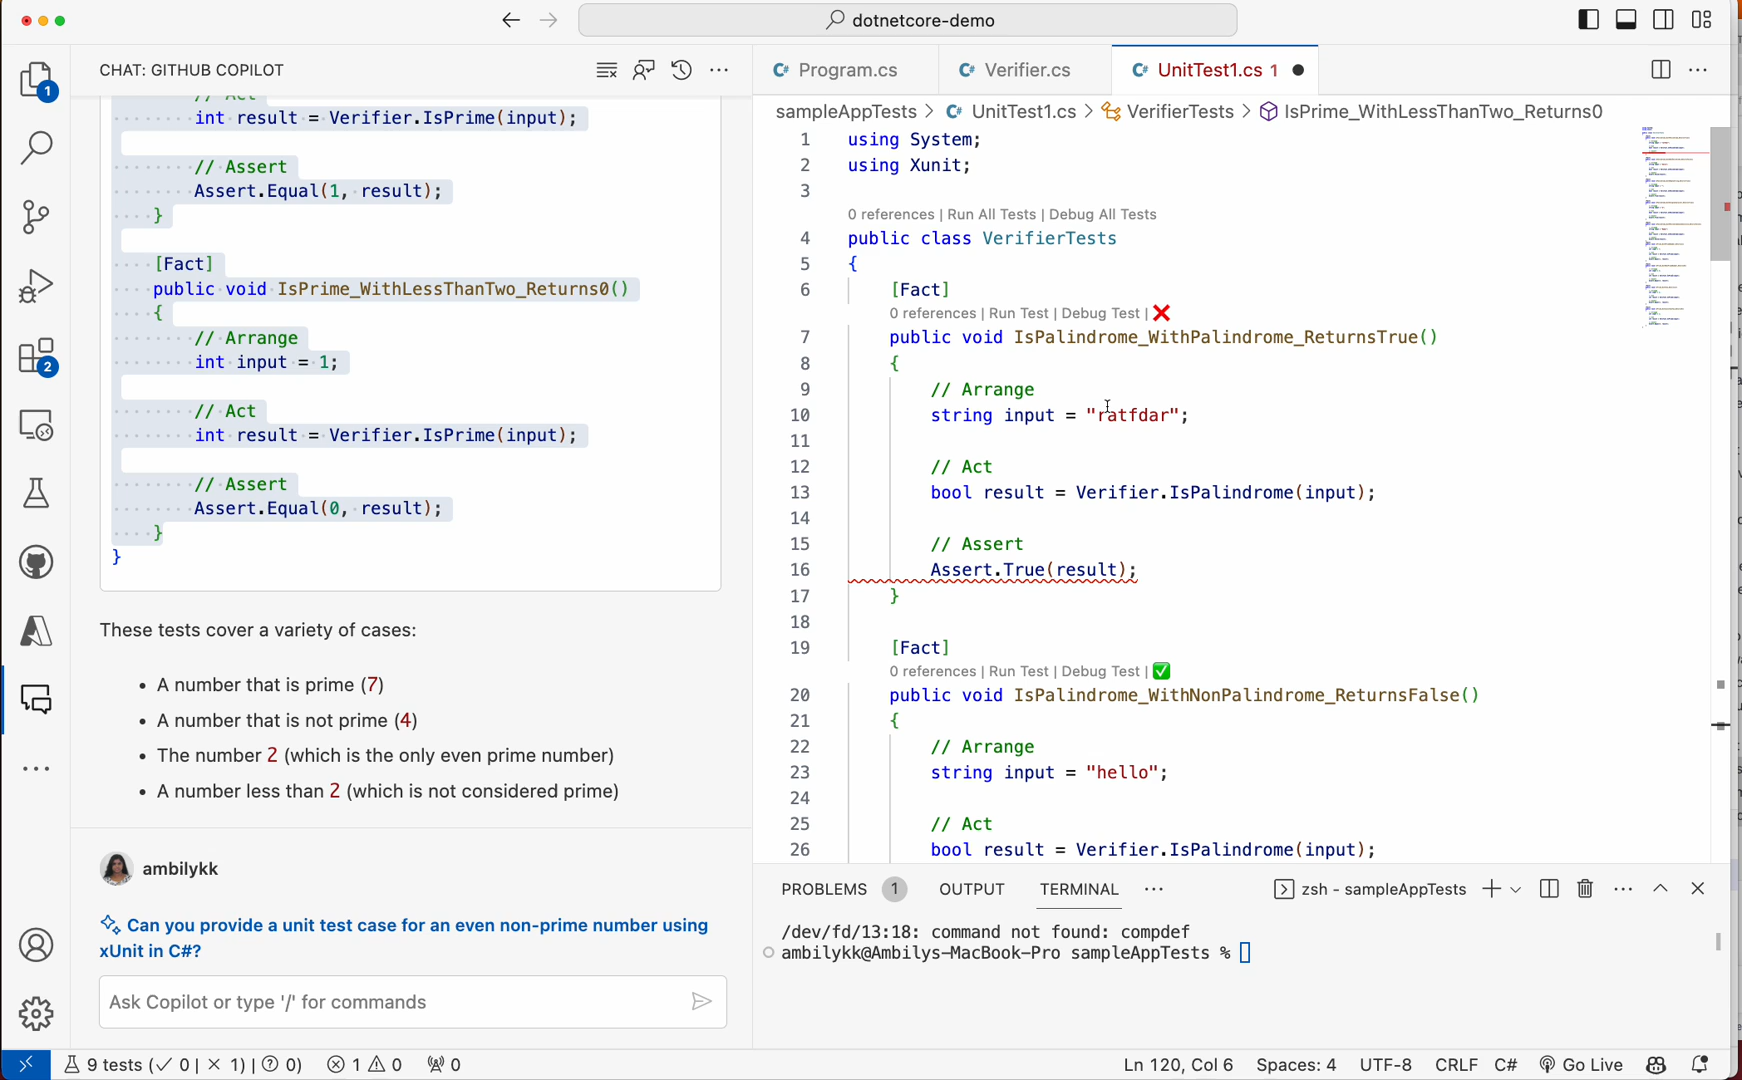 dotnetcore-demo
CHAT: GITHUB COPILOT
// Act
int result = Verifier.IsPrime(input);
// Assert
Assert.Equal(1, result);
}
[Fact]
public void IsPrime_WithLessThanTwo_Returns0()
{
// Arrange
int input = 1;
// Act
int result = Verifier.IsPrime(input);
// Assert
Assert.Equal(0, result);
}
}
These tests cover a variety of cases:
• A number that is prime (7)
• A number that is not prime (4)
• The number 2 (which is the only even prime number)
• A number less than 2 (which is not considered prime)
ambilykk
Can you provide a unit test case for an even non-prime number using
xUnit in C#?
Ask Copilot or type '/' for commands
1
2
Program.cs
Verifier.cs
UnitTest1.cs 1
sampleAppTests > UnitTest1.cs > VerifierTests > IsPrime_WithLessThanTwo_Returns0
1 using System;
2 using Xunit;
3
0 references | Run All Tests | Debug All Tests
4 public class VerifierTests
5 {
6 [Fact]
0 references | Run Test | Debug Test | ❌
7 public void IsPalindrome_WithPalindrome_ReturnsTrue()
8 {
9 // Arrange
10 string input = "ratfdar";
11
12 // Act
13 bool result = Verifier.IsPalindrome(input);
14
15 // Assert
16 Assert.True(result);
17 }
18
19 [Fact]
0 references | Run Test | Debug Test | ✅
20 public void IsPalindrome_WithNonPalindrome_ReturnsFalse()
21 {
22 // Arrange
23 string input = "hello";
24
25 // Act
26 bool result = Verifier.IsPalindrome(input);
PROBLEMS 1 OUTPUT TERMINAL ··· zsh - sampleAppTests
/dev/fd/13:18: command not found: compdef
ambilykk@Ambilys-MacBook-Pro sampleAppTests %
9 tests (✓ 0 | × 1) | ? 0) 1 0 0 Ln 120, Col 6 Spaces: 4 UTF-8 CRLF C# Go Live